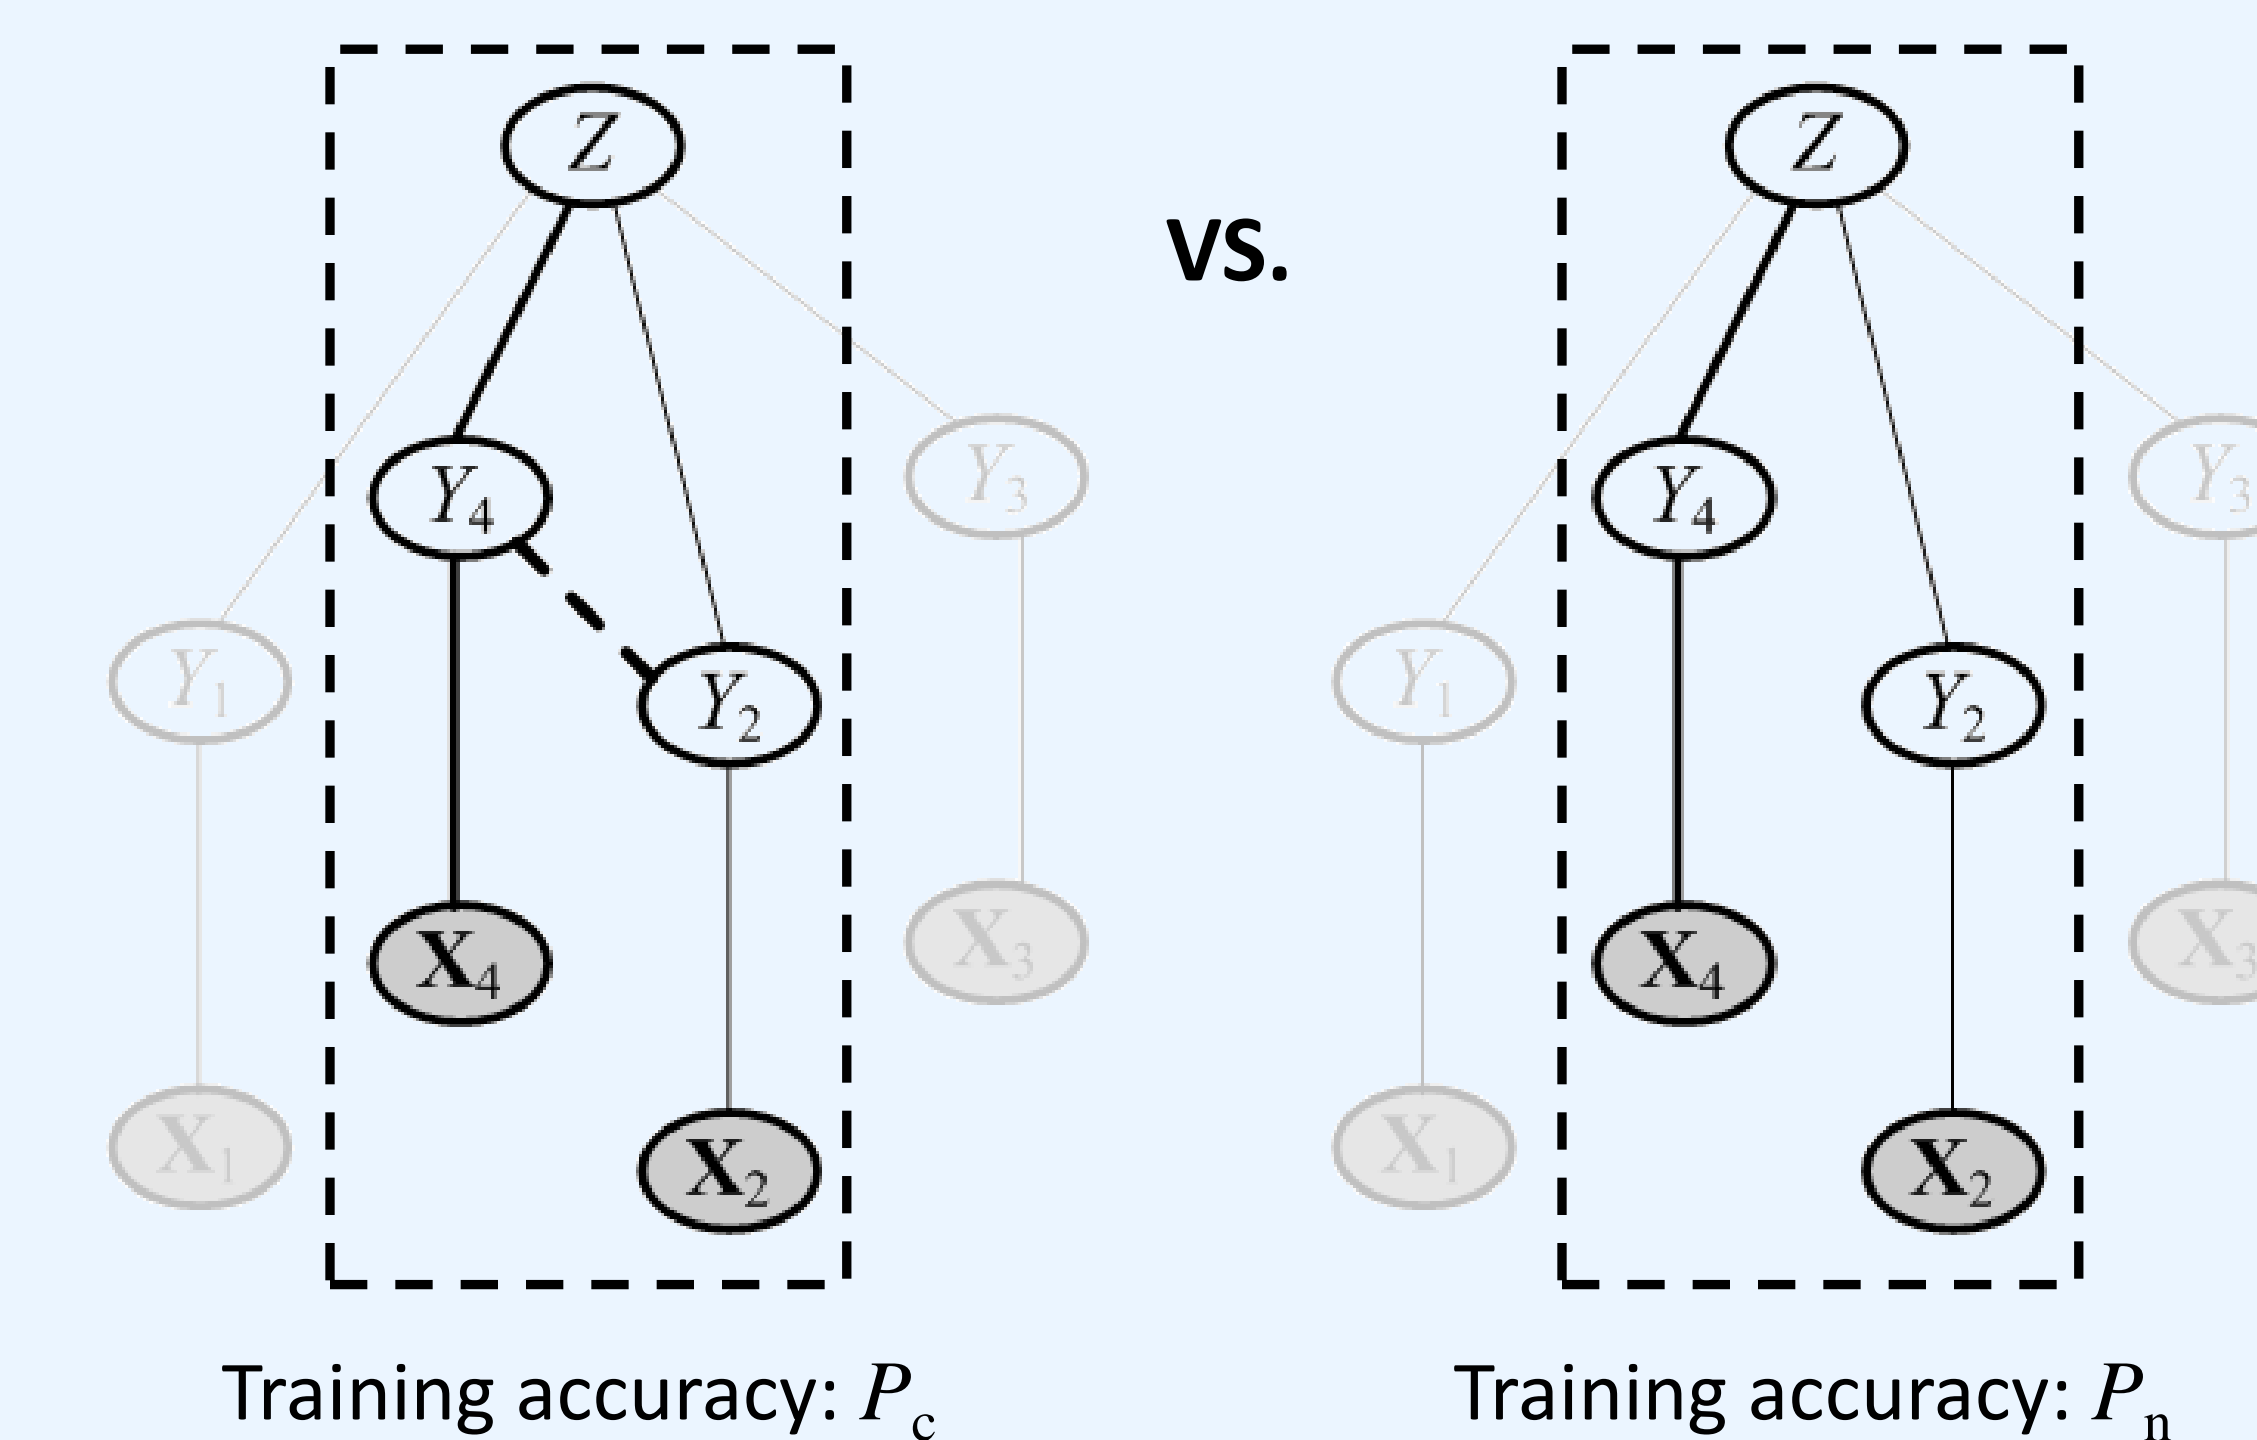 Z
Y4
Y3
Y1
Y2
X4
X3
X1
X2
Training accuracy: Pc
VS.
Z
Y4
Y3
Y1
Y2
X4
X3
X1
X2
Training accuracy: Pn